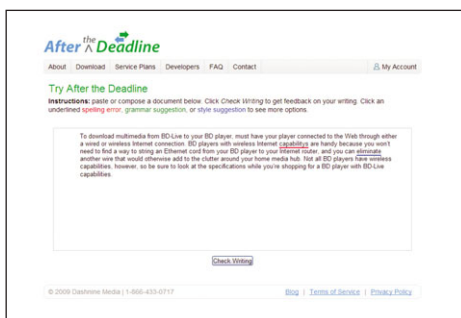 After the Deadline
About Download Service Plans Developers FAQ Contact My Account
Try After the Deadline
Instructions: paste or compose a document below. Click Check Writing to get feedback on your writing. Click an
underlined spelling error, grammar suggestion, or style suggestion to see more options.
To download multimedia from BD-Live to your BD player, must have your player connected to the Web through either
a wired or wireless Internet connection. BD players with wireless Internet capabilitys are handy because you won't
need to find a way to string an Ethernet cord from your BD player to your Internet router, and you can eliminate
another wire that would otherwise add to the clutter around your home media hub. Not all BD players have wireless
capabilities, however, so be sure to look at the specifications while you're shopping for a BD player with BD-Live
capabilities.
Check Writing
© 2009 Dashnine Media | 1-866-433-0717
Blog | Terms of Service | Privacy Policy